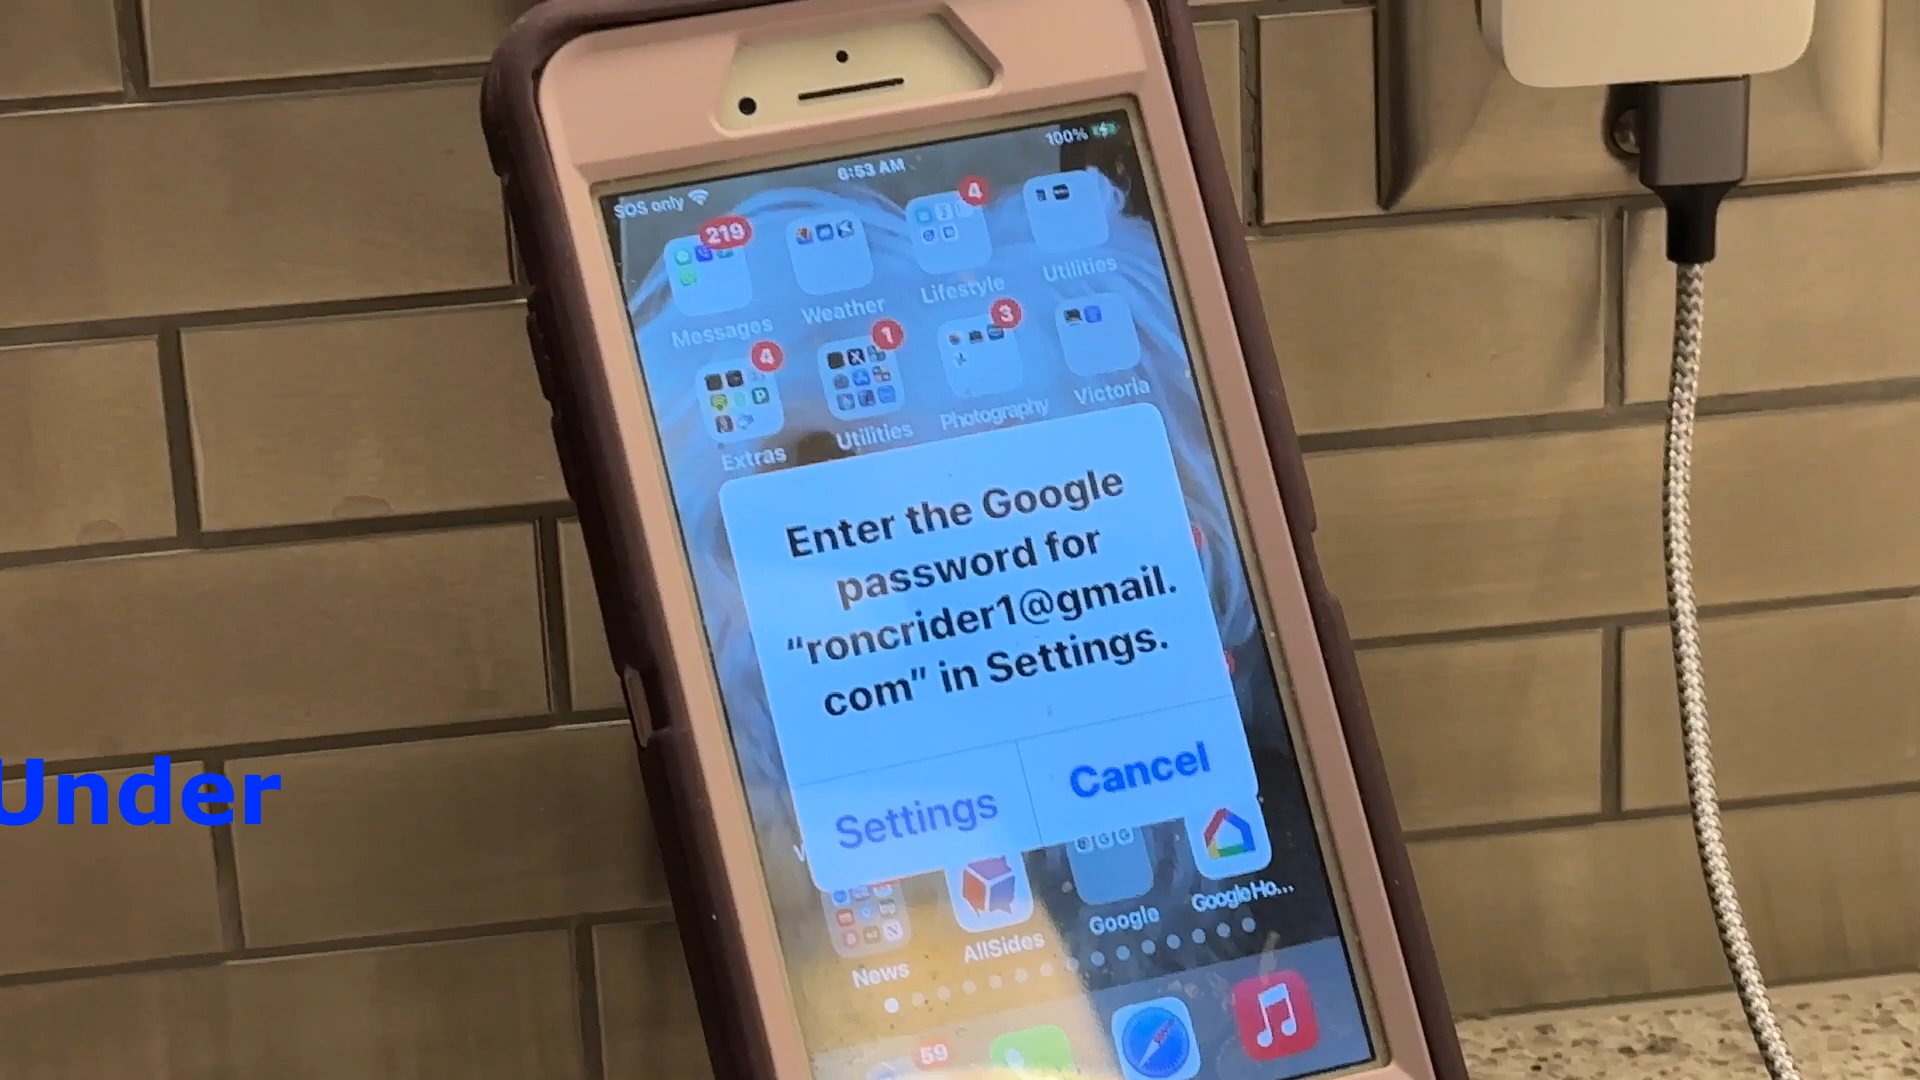 SOS only
6:53 AM
100%
219
4
Messages
Weather
Lifestyle
Utilities
4
1
3
Extras
Utilities
Photography
Victoria
Enter the Google
password for
“roncrider1@gmail.
com” in Settings.
Settings
Cancel
Under
News
AllSides
Google
Google Ho...
59